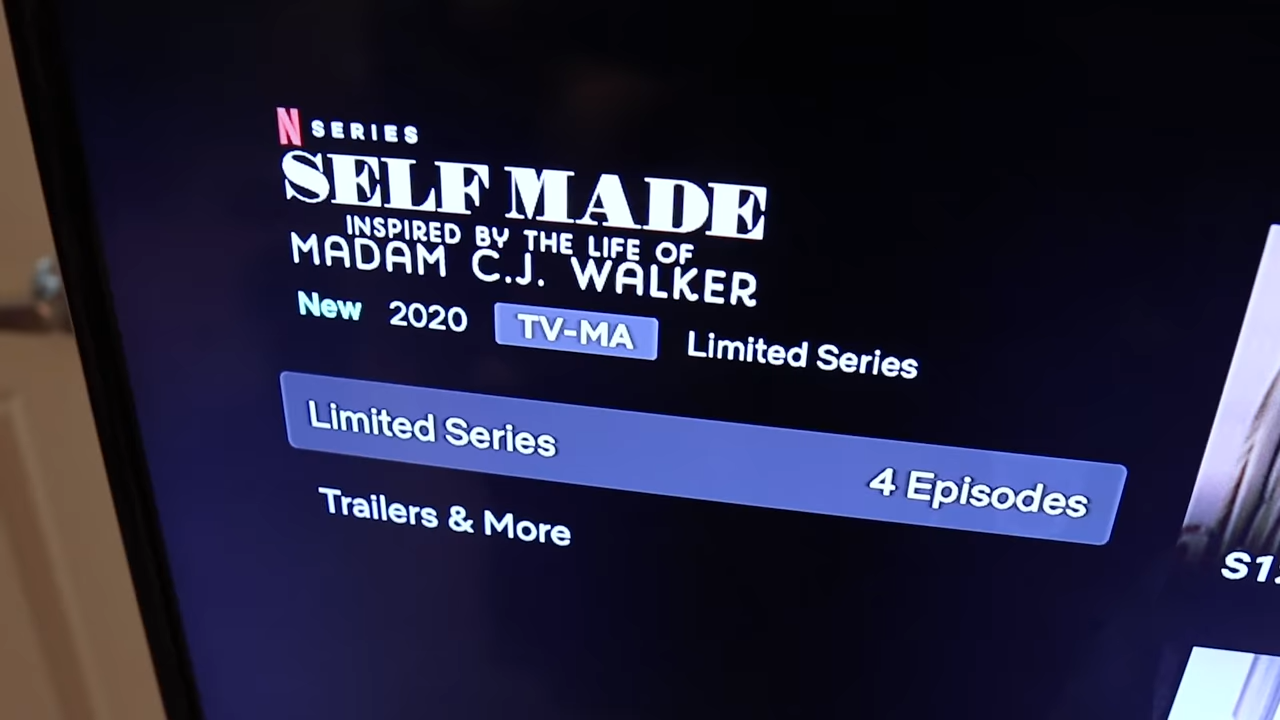 N SERIES
SELF MADE
INSPIRED BY THE LIFE OF
MADAM C.J. WALKER
New 2020 TV-MA Limited Series
Limited Series 4 Episodes
Trailers & More